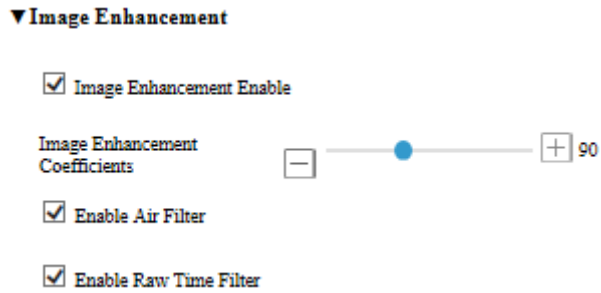 ▼Image Enhancement
Image Enhancement Enable
Image Enhancement
Coefficients
90
Enable Air Filter
Enable Raw Time Filter